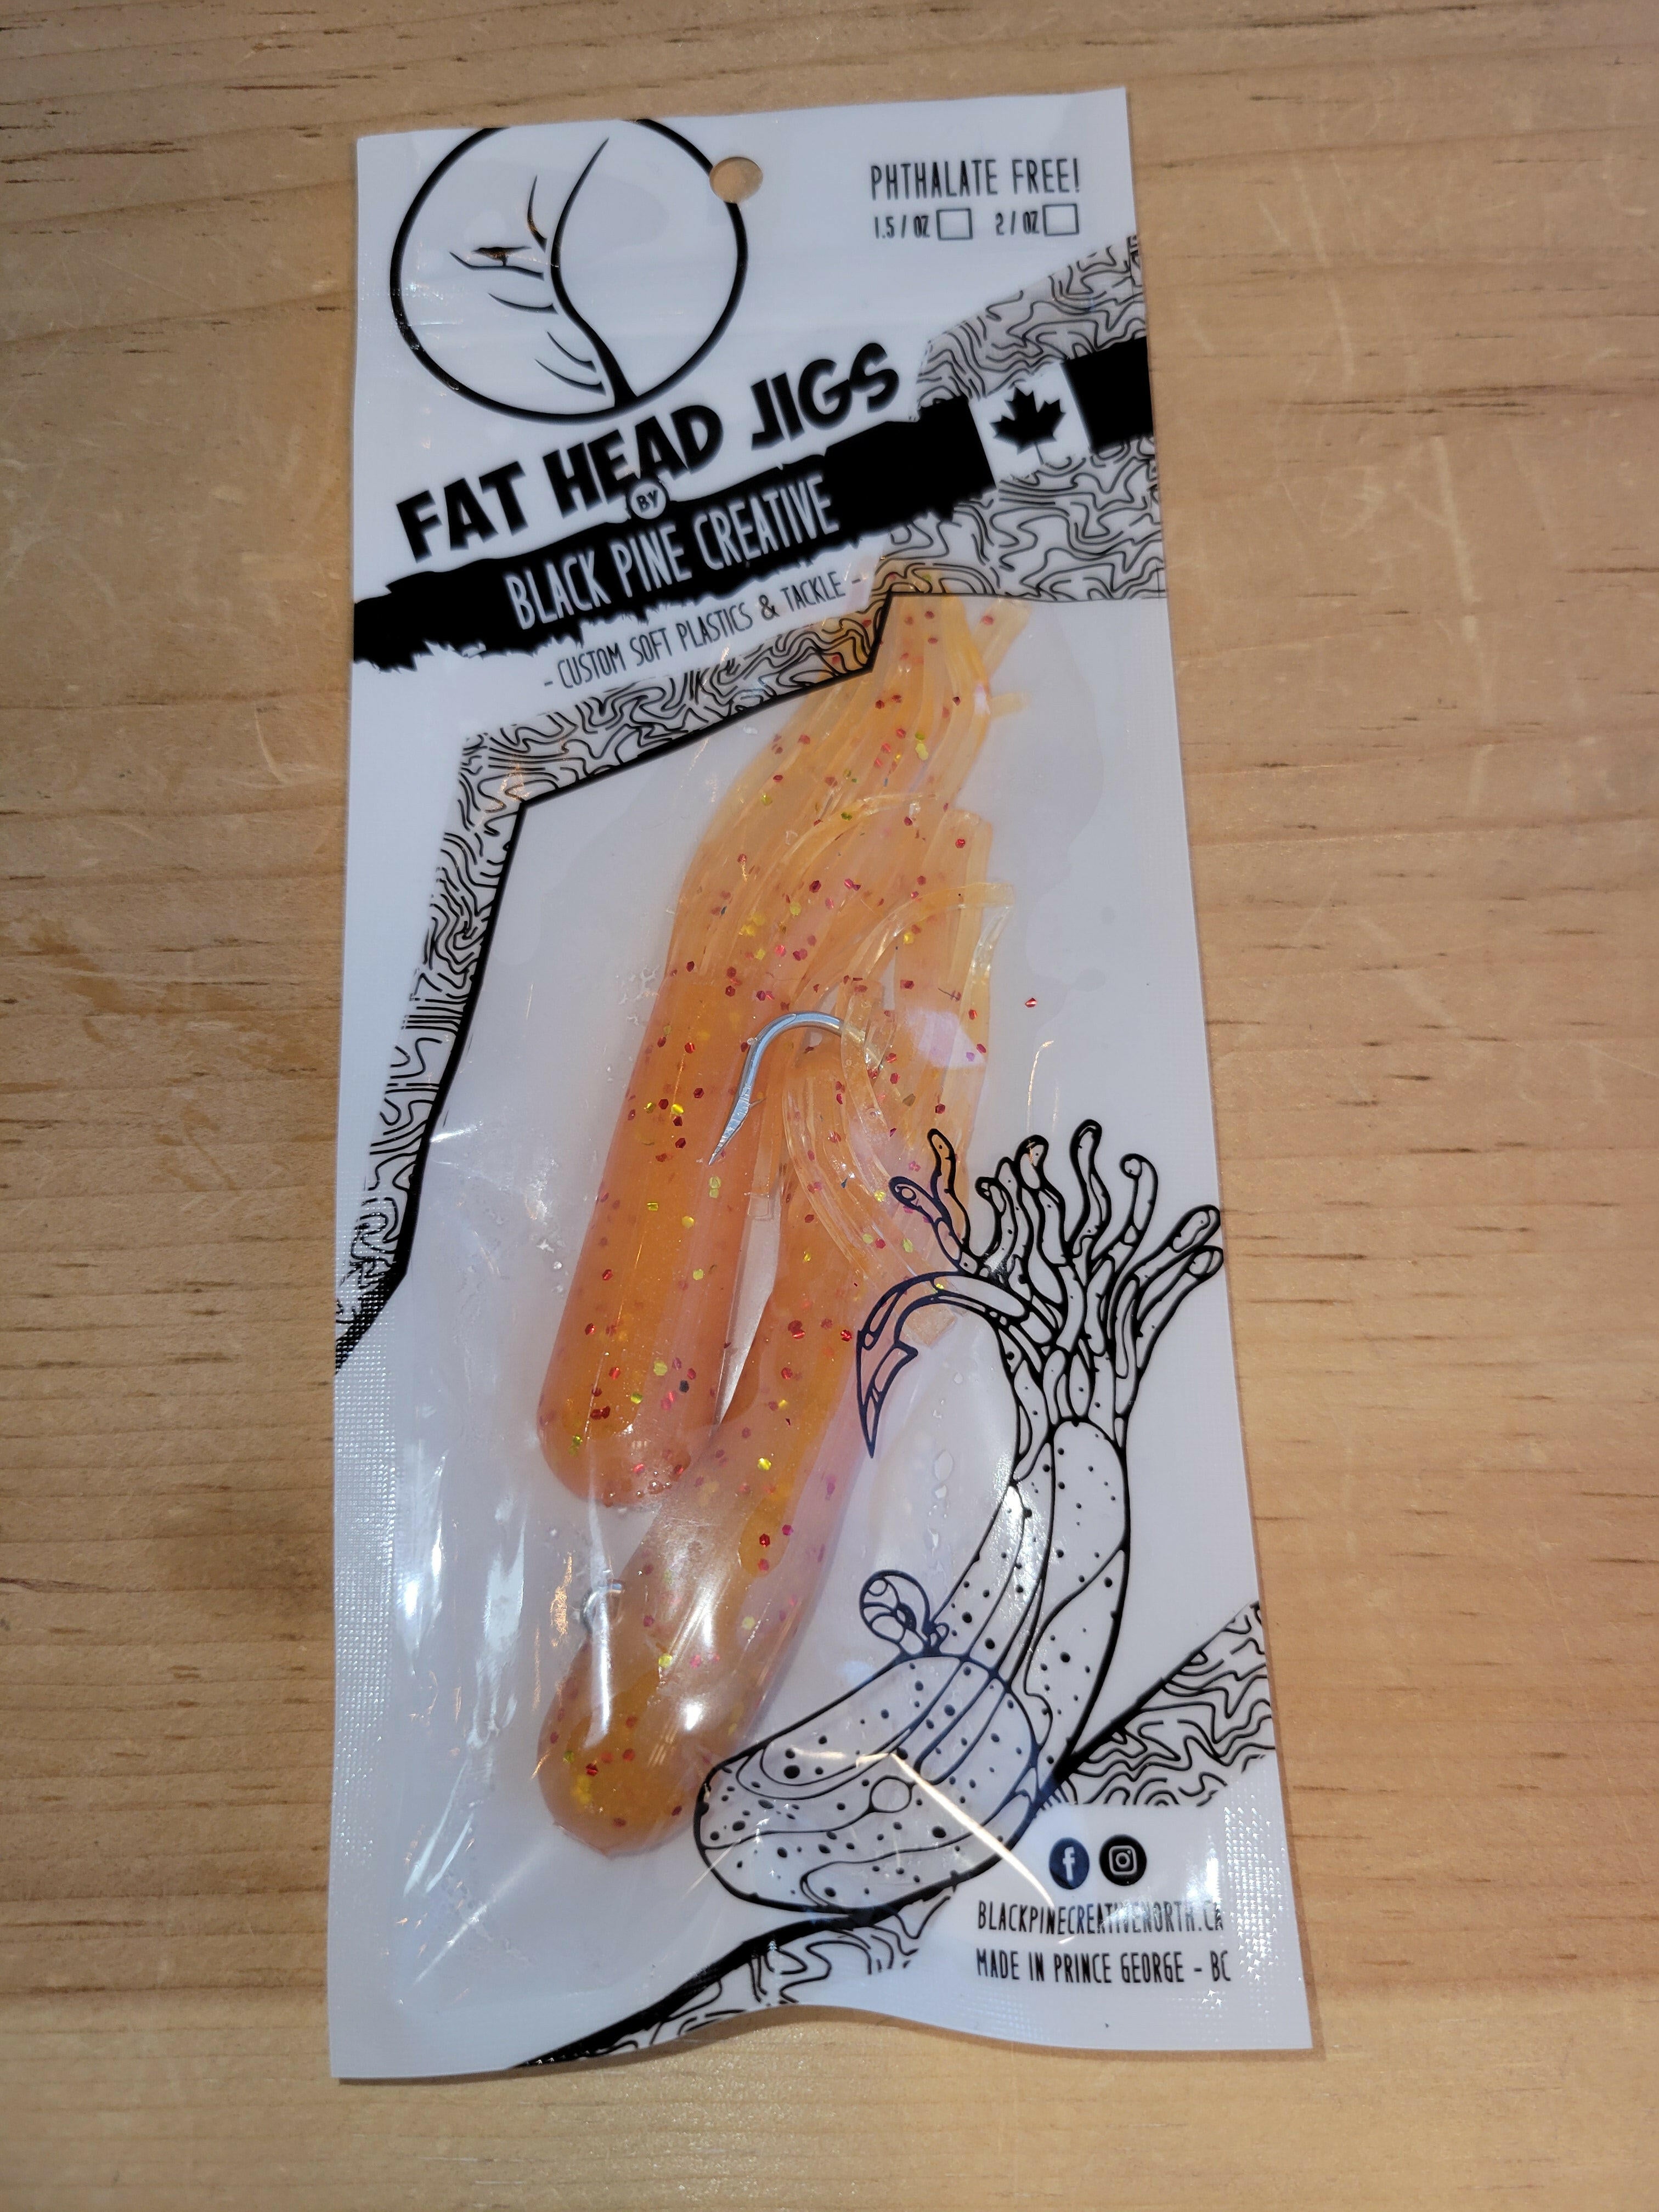 PHTHALATE FREE!
1.5/OZ 2/OZ
FAT HEAD JIGS
BY
BLACK PINE CREATIVE
- CUSTOM SOFT PLASTICS & TACKLE -
f
BLACKPINECREATIVENORTH.CA
MADE IN PRINCE GEORGE - BC